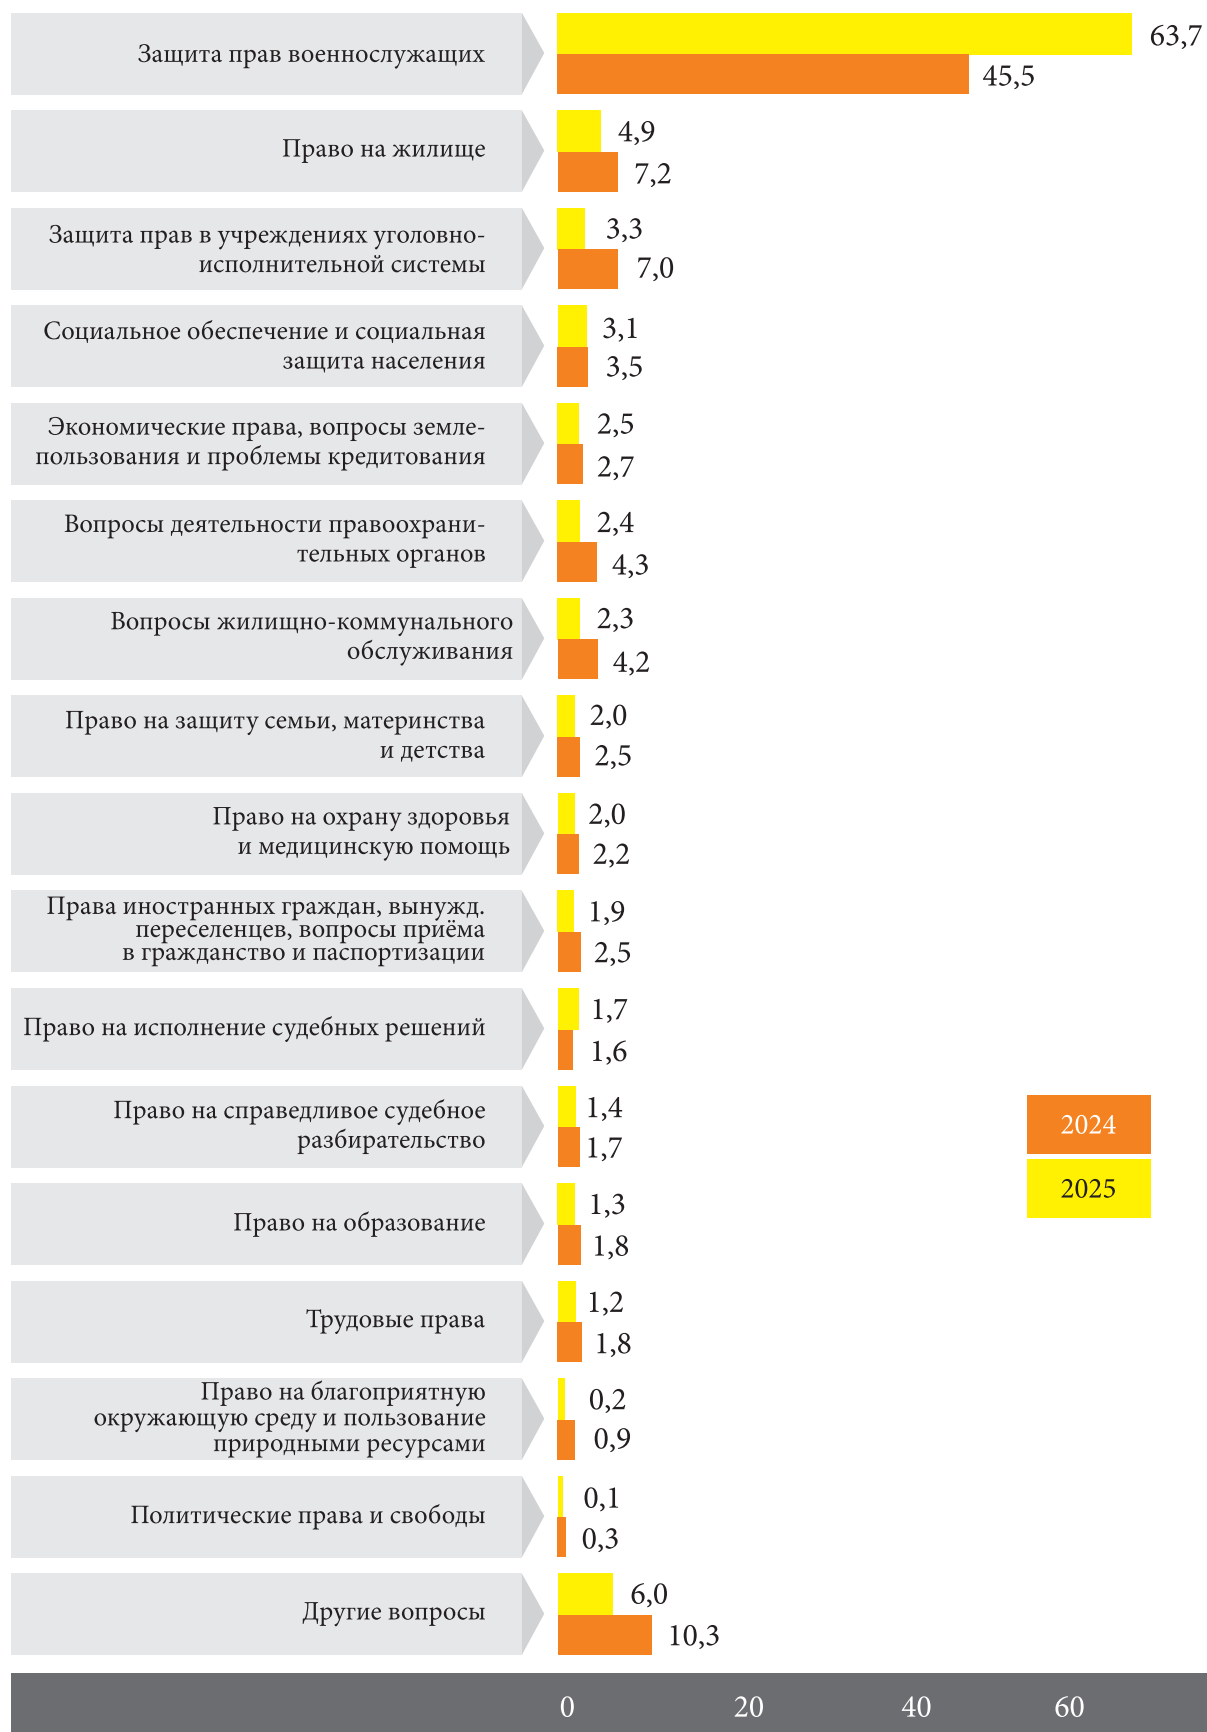 Защита прав военнослужащих
63,7
45,5
Право на жилище
4,9
7,2
Защита прав в учреждениях уголовно-
исполнительной системы
3,3
7,0
Социальное обеспечение и социальная
защита населения
3,1
3,5
Экономические права, вопросы земле-
пользования и проблемы кредитования
2,5
2,7
Вопросы деятельности правоохрани-
тельных органов
2,4
4,3
Вопросы жилищно-коммунального
обслуживания
2,3
4,2
Право на защиту семьи, материнства
и детства
2,0
2,5
Право на охрану здоровья
и медицинскую помощь
2,0
2,2
Права иностранных граждан, вынужд.
переселенцев, вопросы приёма
в гражданство и паспортизации
1,9
2,5
Право на исполнение судебных решений
1,7
1,6
Право на справедливое судебное
разбирательство
1,4
1,7
2024
2025
Право на образование
1,3
1,8
Трудовые права
1,2
1,8
Право на благоприятную
окружающую среду и пользование
природными ресурсами
0,2
0,9
Политические права и свободы
0,1
0,3
Другие вопросы
6,0
10,3
0 20 40 60